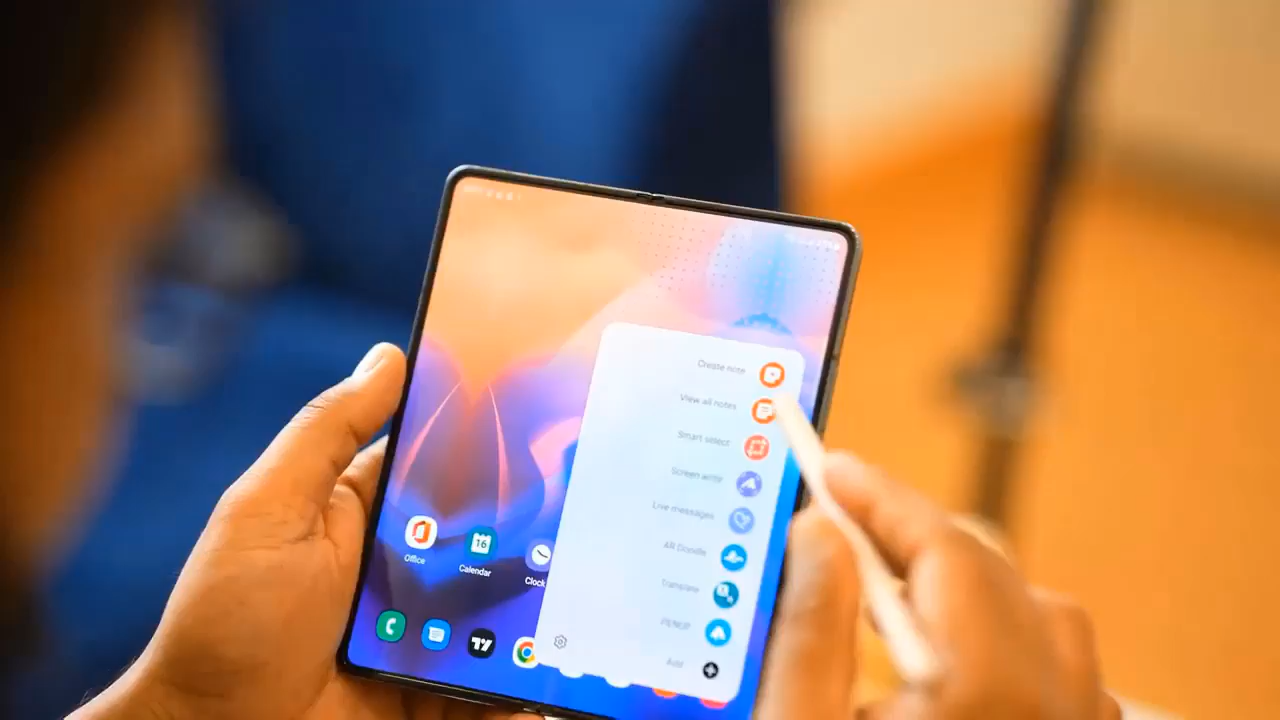 Create note
View all notes
Smart select
Screen write
Live messages
AR Doodle
Translate
PENUP
Add
Office
16
Calendar
Clock